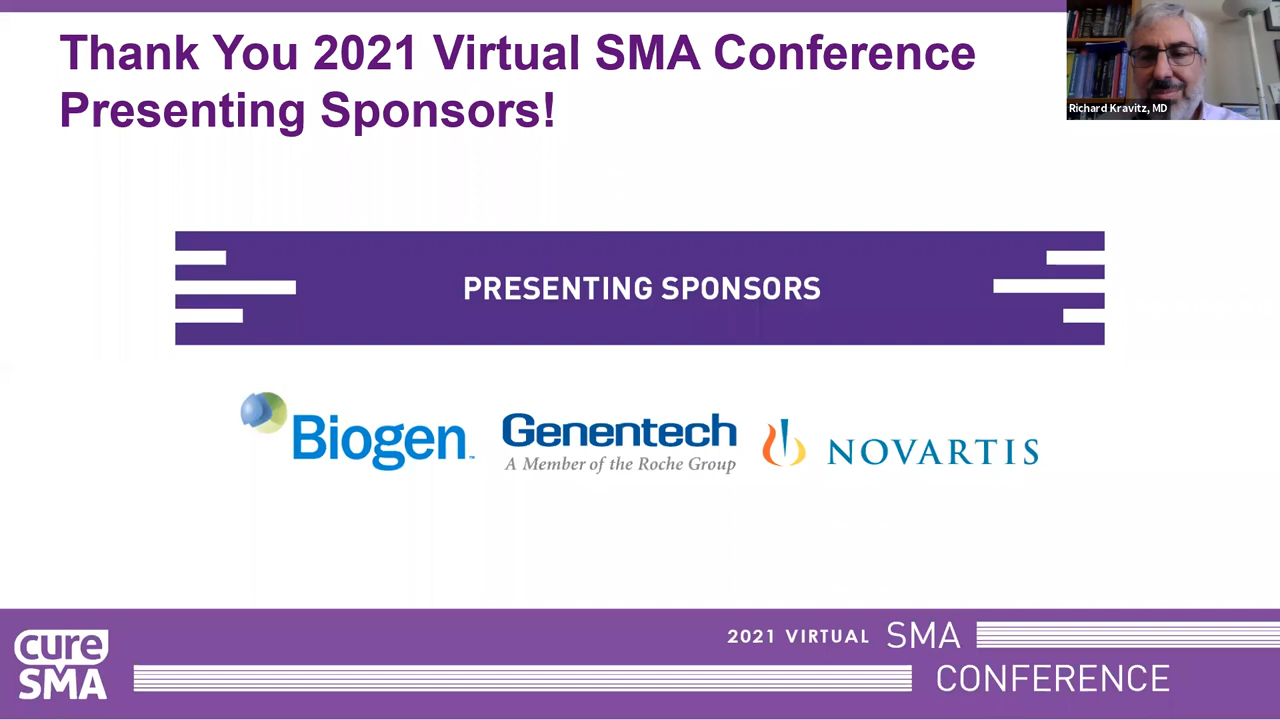 Thank You 2021 Virtual SMA Conference
Presenting Sponsors!
Richard Kravitz, MD
PRESENTING SPONSORS
Biogen™
Genentech
A Member of the Roche Group
NOVARTIS
cure
SMA
2021 VIRTUAL SMA
CONFERENCE